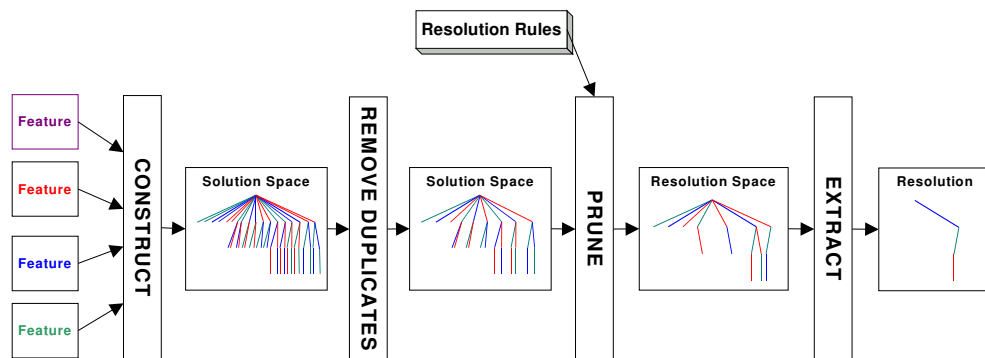 Resolution Rules
Feature
Feature
Feature
Feature
CONSTRUCT
Solution Space
REMOVE DUPLICATES
Solution Space
PRUNE
Resolution Space
EXTRACT
Resolution